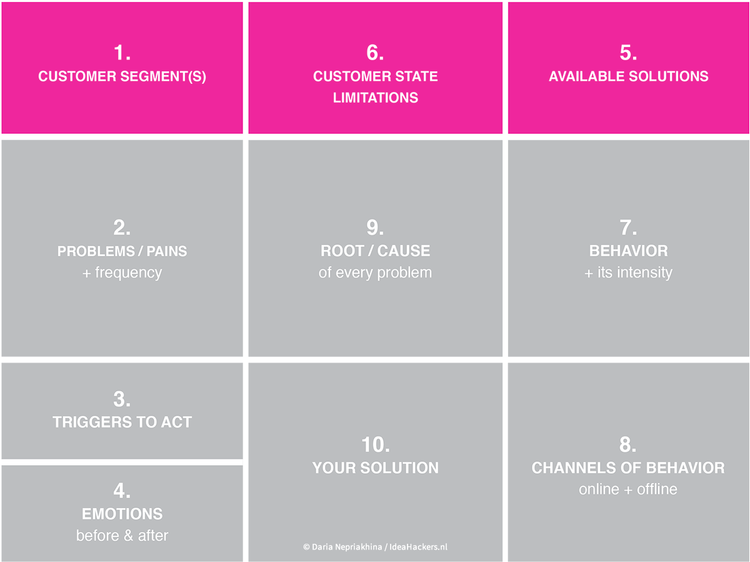 1.
CUSTOMER SEGMENT(S)
6.
CUSTOMER STATE
LIMITATIONS
5.
AVAILABLE SOLUTIONS
2.
PROBLEMS / PAINS
+ frequency
9.
ROOT / CAUSE
of every problem
7.
BEHAVIOR
+ its intensity
3.
TRIGGERS TO ACT
4.
EMOTIONS
before & after
10.
YOUR SOLUTION
© Daria Nepriakhina / IdeaHackers.nl
8.
CHANNELS OF BEHAVIOR
online + offline